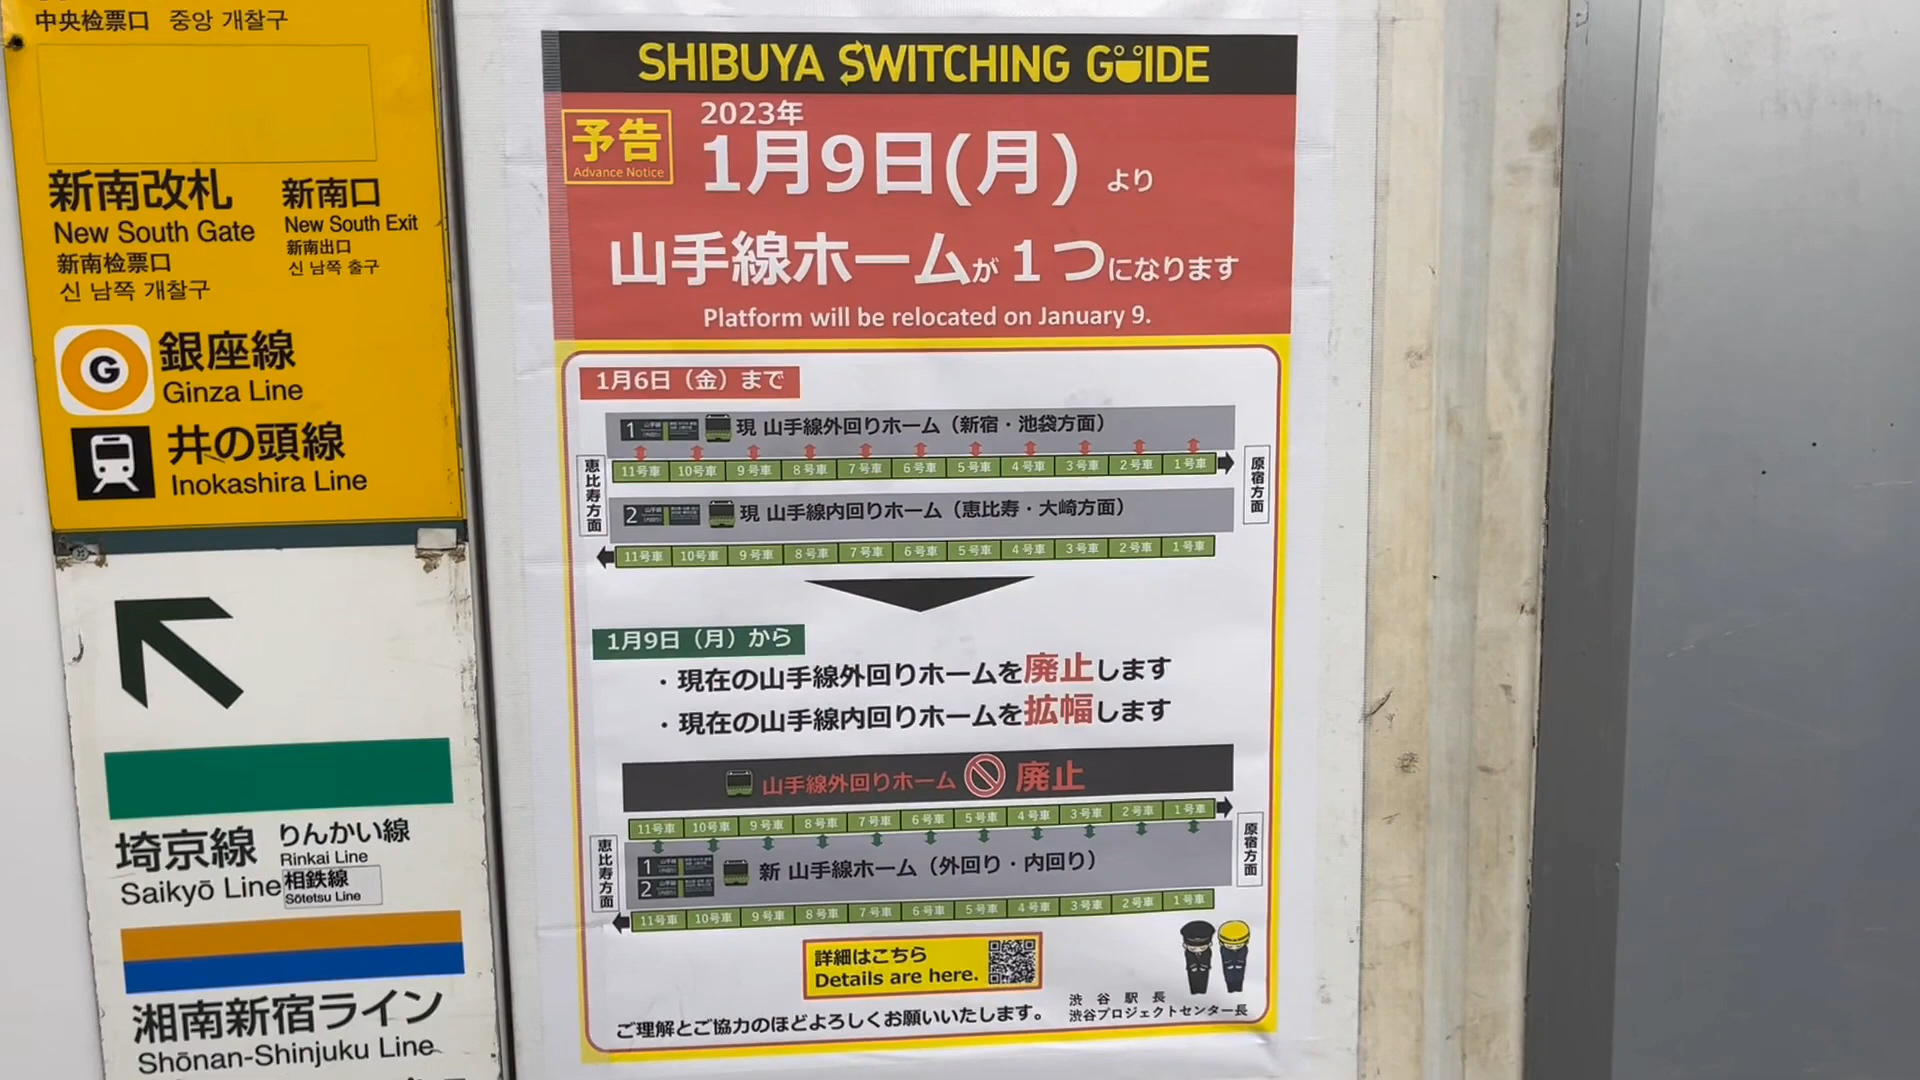 中央检票口 중앙 개찰구
新南改札 新南口
New South Gate New South Exit
新南检票口 新南出口
신 남쪽 개찰구 신 남쪽 출구
G 銀座線
Ginza Line
井の頭線
Inokashira Line
埼京線 りんかい線
Rinkai Line
Saikyō Line 相鉄線
Sōtetsu Line
湘南新宿ライン
Shōnan-Shinjuku Line
SHIBUYA SWITCHING GUIDE
予告
Advance Notice
2023年
1月9日(月)より
山手線ホームが1つになります
Platform will be relocated on January 9.
1月6日（金）まで
1 現 山手線外回りホーム（新宿・池袋方面）
恵比寿方面
11号車 10号車 9号車 8号車 7号車 6号車 5号車 4号車 3号車 2号車 1号車
原宿方面
2 現 山手線内回りホーム（恵比寿・大崎方面）
11号車 10号車 9号車 8号車 7号車 6号車 5号車 4号車 3号車 2号車 1号車
1月9日（月）から
・現在の山手線外回りホームを廃止します
・現在の山手線内回りホームを拡幅します
山手線外回りホーム 廃止
11号車 10号車 9号車 8号車 7号車 6号車 5号車 4号車 3号車 2号車 1号車
恵比寿方面
1
2
新 山手線ホーム（外回り・内回り）
原宿方面
11号車 10号車 9号車 8号車 7号車 6号車 5号車 4号車 3号車 2号車 1号車
詳細はこちら
Details are here.
渋谷駅長
渋谷プロジェクトセンター長
ご理解とご協力のほどよろしくお願いいたします。